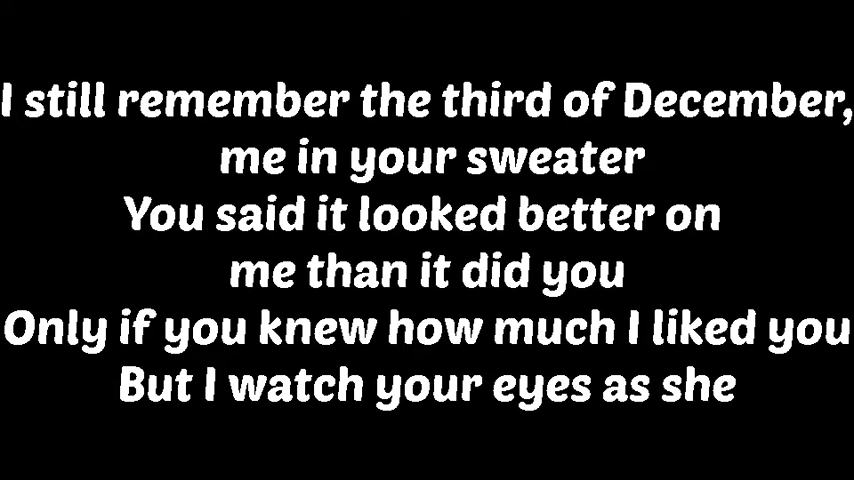 I still remember the third of December,
me in your sweater
You said it looked better on
me than it did you
Only if you knew how much I liked you
But I watch your eyes as she